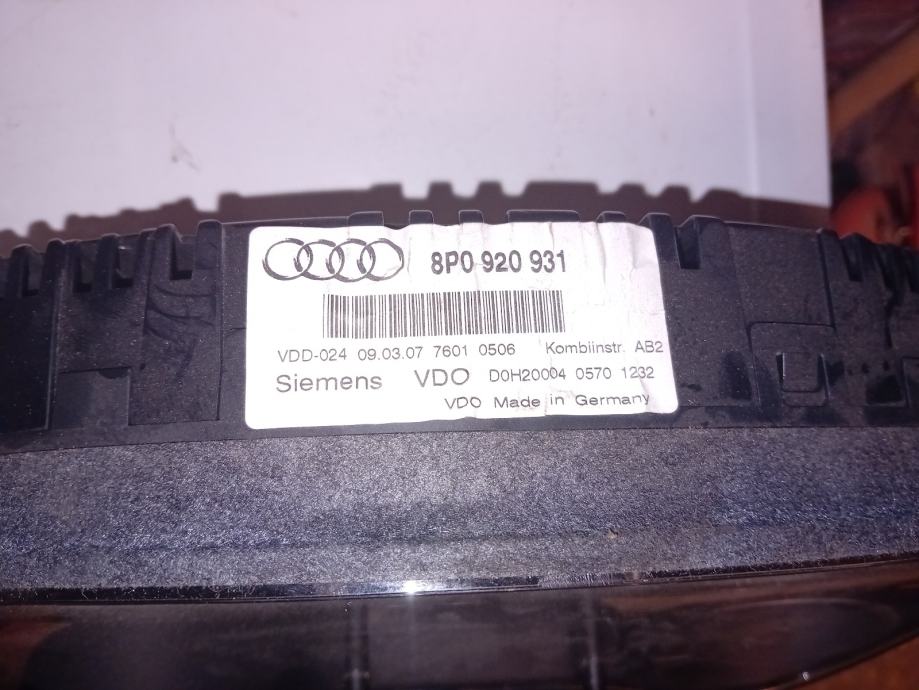 8P0 920 931
VDD-024 09.03.07 7601 0506 Kombiinstr. AB2
Siemens VDO D0H20004 0570 1232
VDO Made in Germany